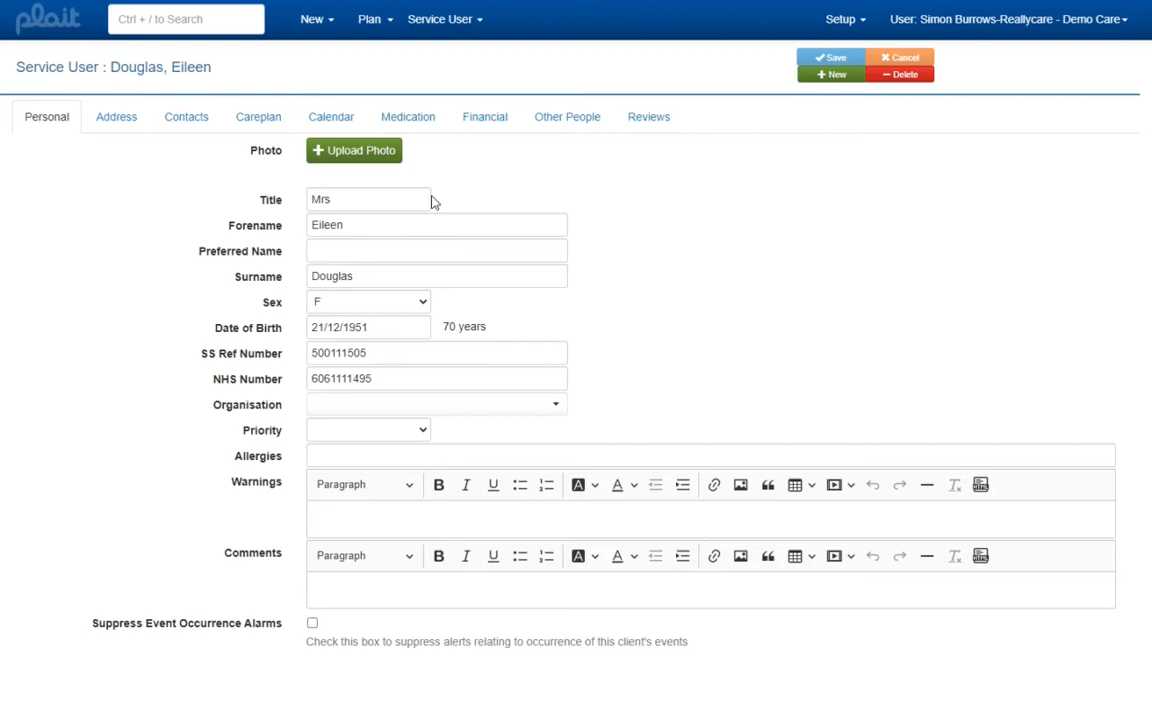 plait Ctrl + / to Search New Plan Service User Setup User: Simon Burrows-Reallycare - Demo Care
Service User : Douglas, Eileen
Save Cancel
New Delete
Personal Address Contacts Careplan Calendar Medication Financial Other People Reviews
Photo Upload Photo
Title Mrs
Forename Eileen
Preferred Name
Surname Douglas
Sex F
Date of Birth 21/12/1951 70 years
SS Ref Number 500111505
NHS Number 6061111495
Organisation
Priority
Allergies
Warnings Paragraph B I U A A
Comments Paragraph B I U A A
Suppress Event Occurrence Alarms
Check this box to suppress alerts relating to occurrence of this client's events